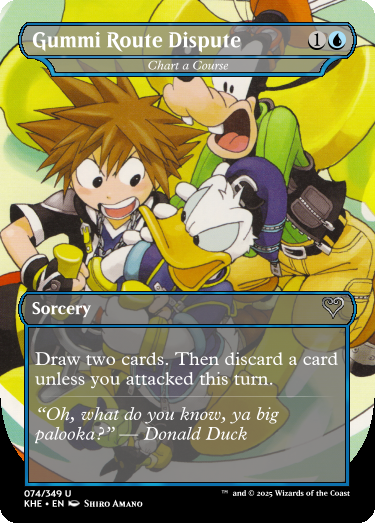 Gummi Route Dispute 1
Chart a Course
Sorcery
Draw two cards. Then discard a card
unless you attacked this turn.
“Oh, what do you know, ya big
palooka?” — Donald Duck
074/349 U
KHE • EN Shiro Amano
™ and © 2025 Wizards of the Coast